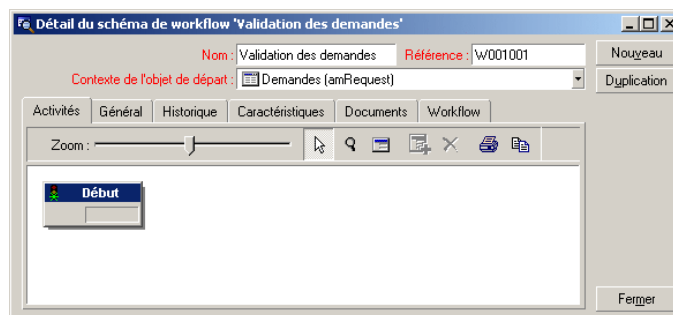 Détail du schéma de workflow 'Validation des demandes'
Nom : Validation des demandes Référence : W001001 Nouveau
Contexte de l'objet de départ : Demandes (amRequest) Duplication
Activités Général Historique Caractéristiques Documents Workflow
Zoom :
Début
Fermer